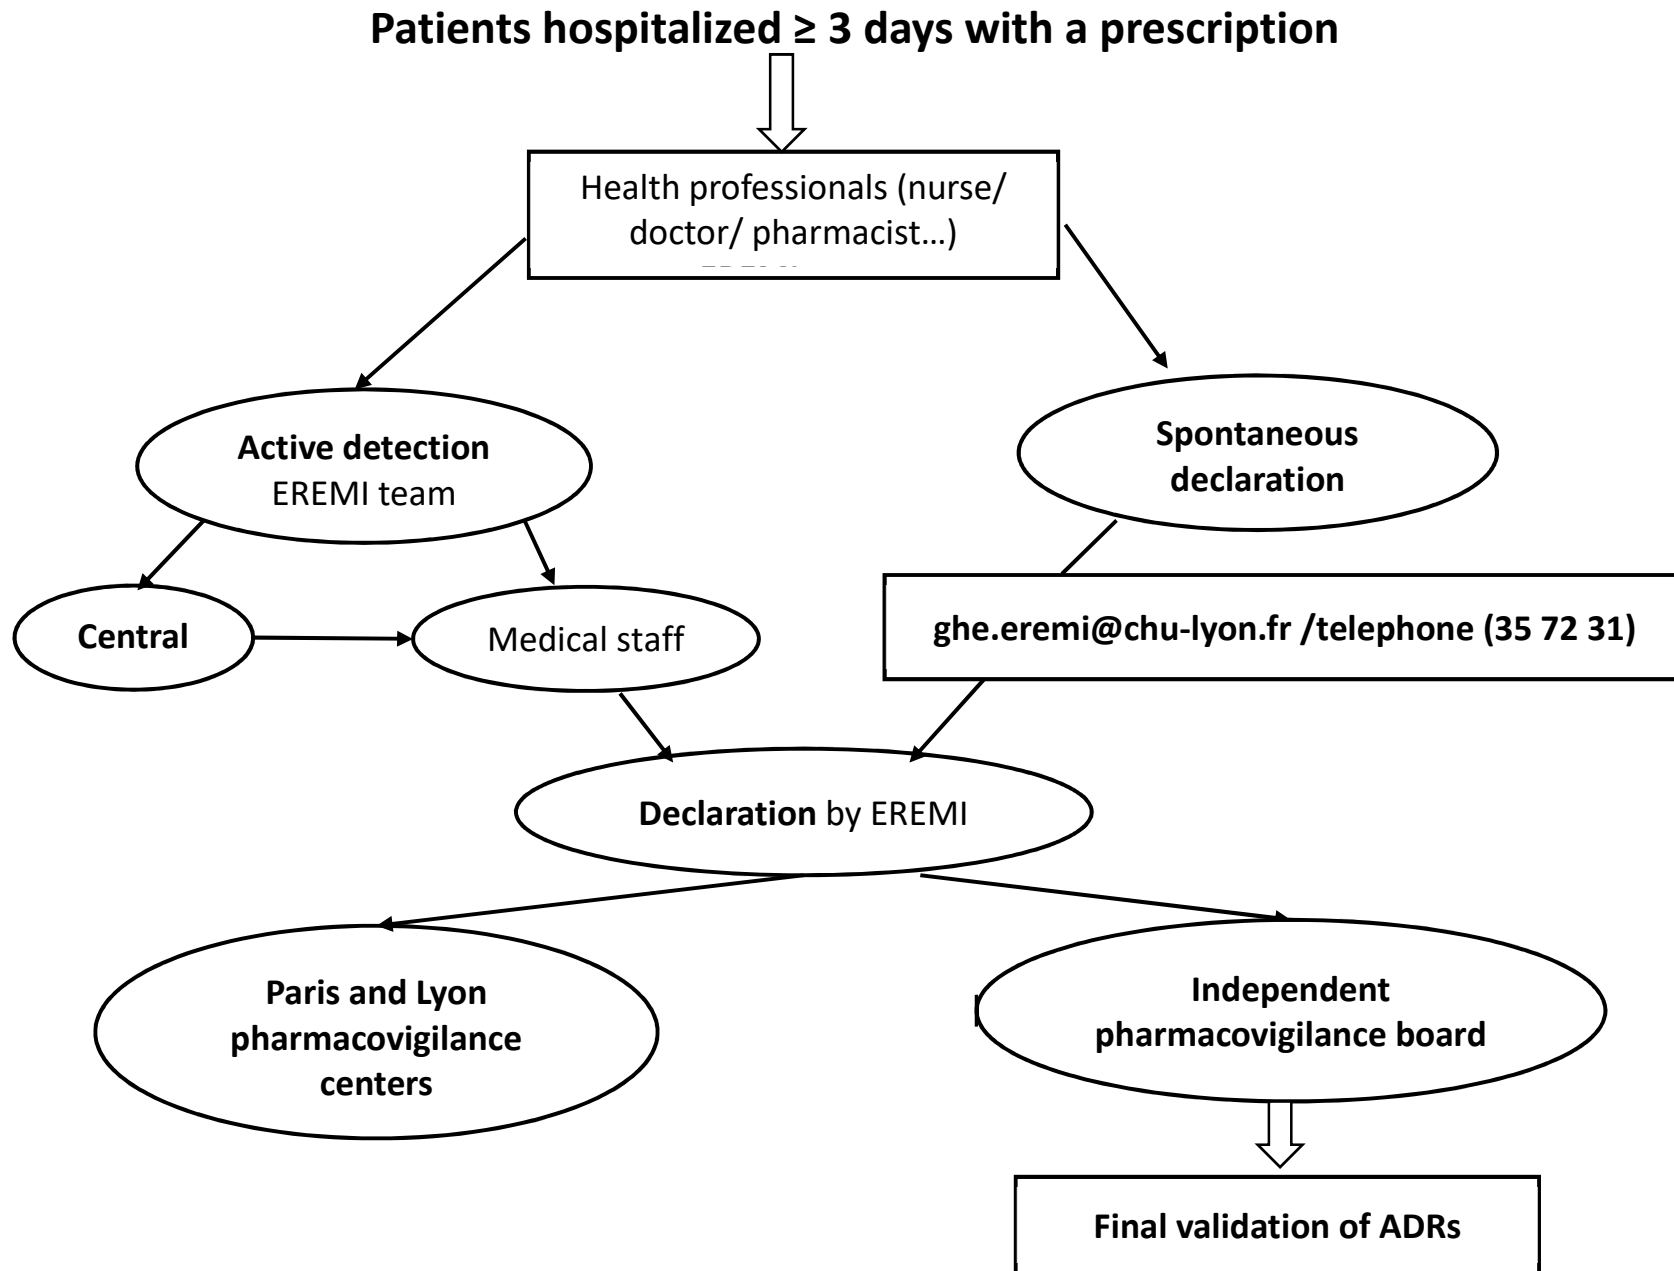 Patients hospitalized ≥ 3 days with a prescription
Health professionals (nurse/
doctor/ pharmacist...)
Active detection
EREMI team
Spontaneous
declaration
Central
Medical staff
ghe.eremi@chu-lyon.fr /telephone (35 72 31)
Declaration by EREMI
Paris and Lyon
pharmacovigilance
centers
Independent
pharmacovigilance board
Final validation of ADRs